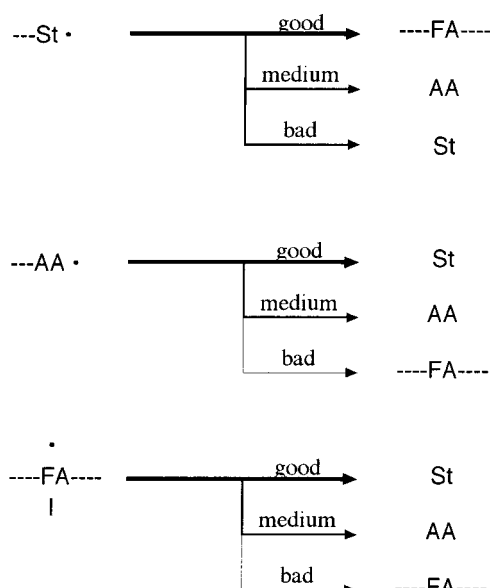 ---St • good ----FA----
medium AA
bad St
---AA • good St
medium AA
bad ----FA----
•
----FA---- good St
I medium AA
bad ----FA----